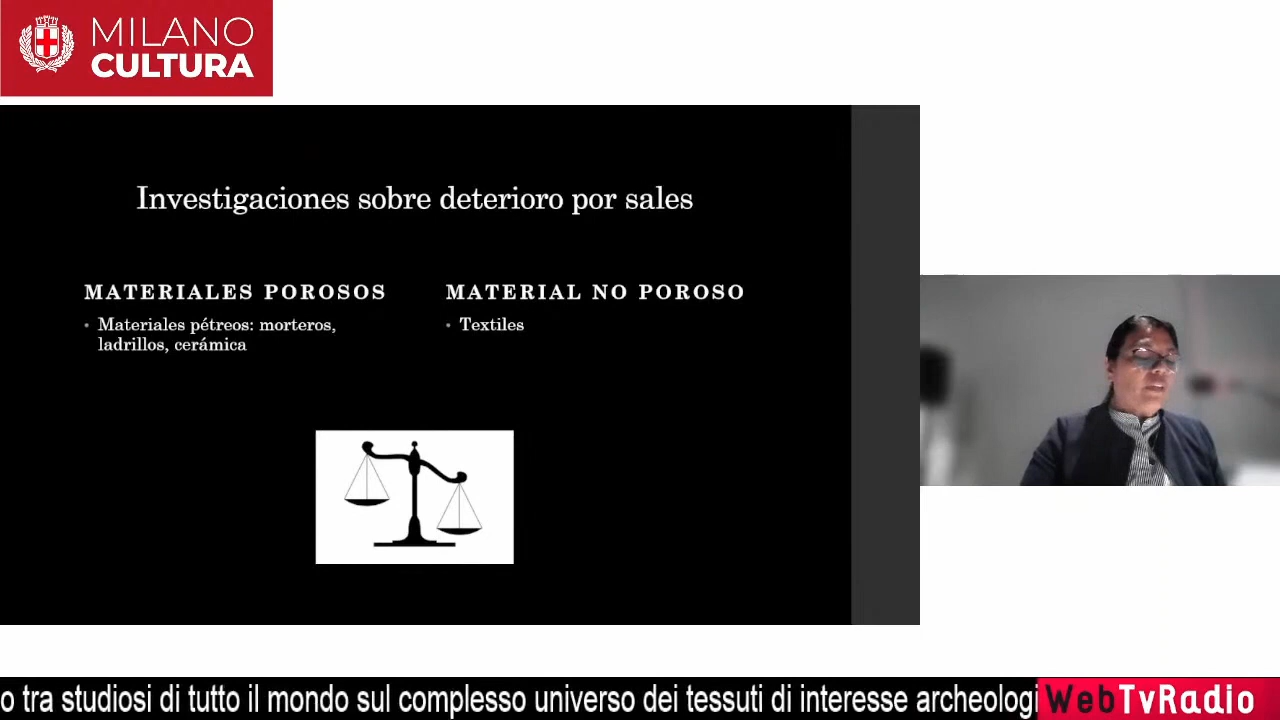 MILANO
CULTURA
Investigaciones sobre deterioro por sales
MATERIALES POROSOS
• Materiales pétreos: morteros,
ladrillos, cerámica
MATERIAL NO POROSO
• Textiles
o tra studiosi di tutto il mondo sul complesso universo dei tessuti di interesse archeologi
WebTvRadio